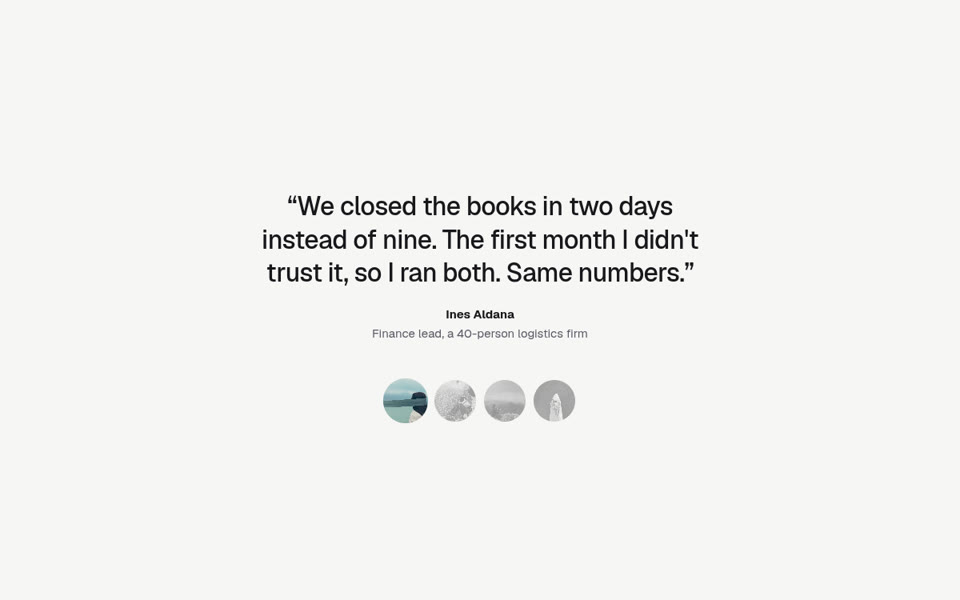 “We closed the books in two days
instead of nine. The first month I didn't
trust it, so I ran both. Same numbers.”
Ines Aldana
Finance lead, a 40-person logistics firm